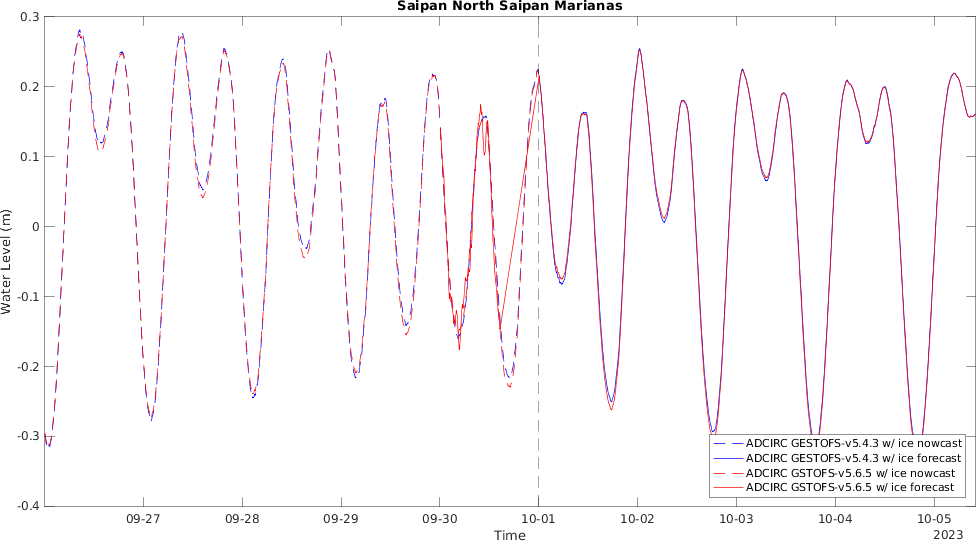 Saipan North Saipan Marianas
0.3
0.2
0.1
0
-0.1
-0.2
-0.3
-0.4
Water Level (m)
ADCIRC GESTOFS-v5.4.3 w/ ice nowcast
ADCIRC GESTOFS-v5.4.3 w/ ice forecast
ADCIRC GSTOFS-v5.6.5 w/ ice nowcast
ADCIRC GSTOFS-v5.6.5 w/ ice forecast
09-27 09-28 09-29 09-30 10-01 10-02 10-03 10-04 10-05
Time 2023